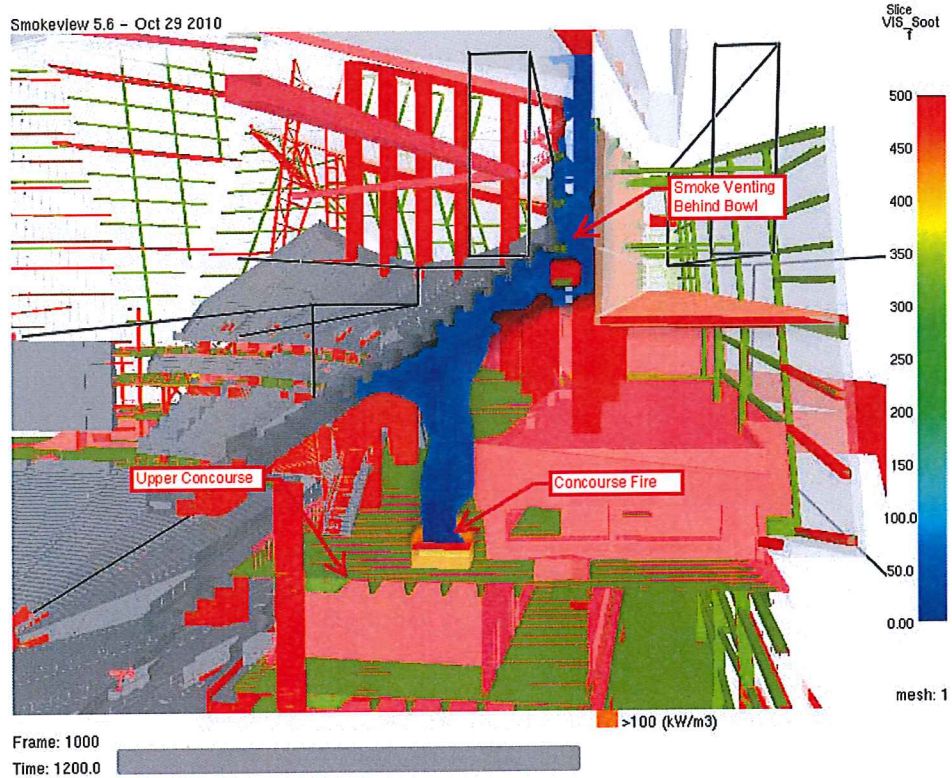 Smokeview 5.6 – Oct 29 2010
Slice
VIS_Soot
f
500
450
400
350
300
250
200
150
100.0
50.0
0.00
Smoke Venting
Behind Bowl
Upper Concourse
Concourse Fire
mesh: 1
>100 (kW/m3)
Frame: 1000
Time: 1200.0